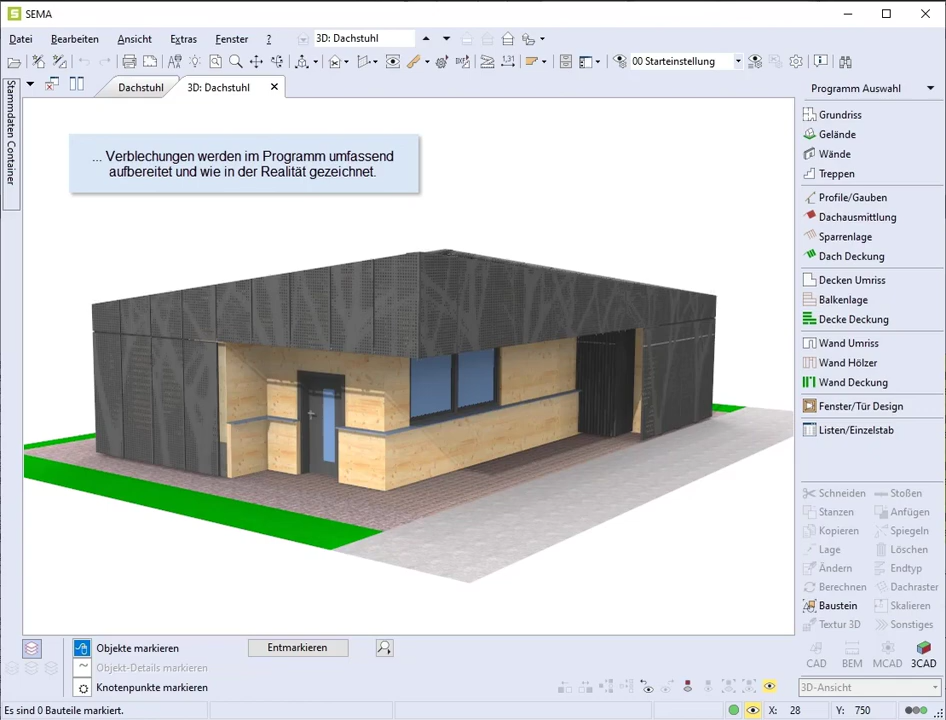 SEMA
Datei Bearbeiten Ansicht Extras Fenster ? 3D: Dachstuhl
00 Starteinstellung
Dachstuhl 3D: Dachstuhl
Stammdaten Container
... Verblechungen werden im Programm umfassend
aufbereitet und wie in der Realität gezeichnet.
Programm Auswahl
Grundriss
Gelände
Wände
Treppen
Profile/Gauben
Dachausmittlung
Sparrenlage
Dach Deckung
Decken Umriss
Balkenlage
Decke Deckung
Wand Umriss
Wand Hölzer
Wand Deckung
Fenster/Tür Design
Listen/Einzelstab
Schneiden Stoßen
Stanzen Anfügen
Kopieren Spiegeln
Lage Löschen
Ändern Endtyp
Berechnen Dachraster
Baustein Skalieren
Textur 3D Sonstiges
CAD BEM MCAD 3CAD
3D-Ansicht
Objekte markieren Entmarkieren
Objekt-Details markieren
Knotenpunkte markieren
Es sind 0 Bauteile markiert. X: 28 Y: 750